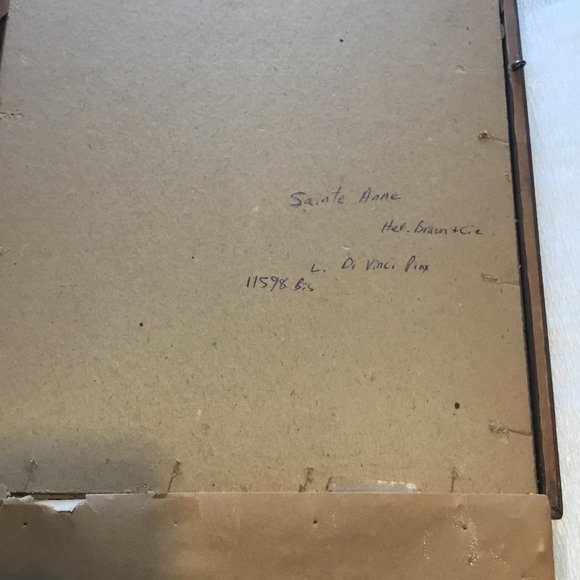 Sainte Anne
Hel. Braun + Cie
L. Di Vinci Pinx
11598 Bis